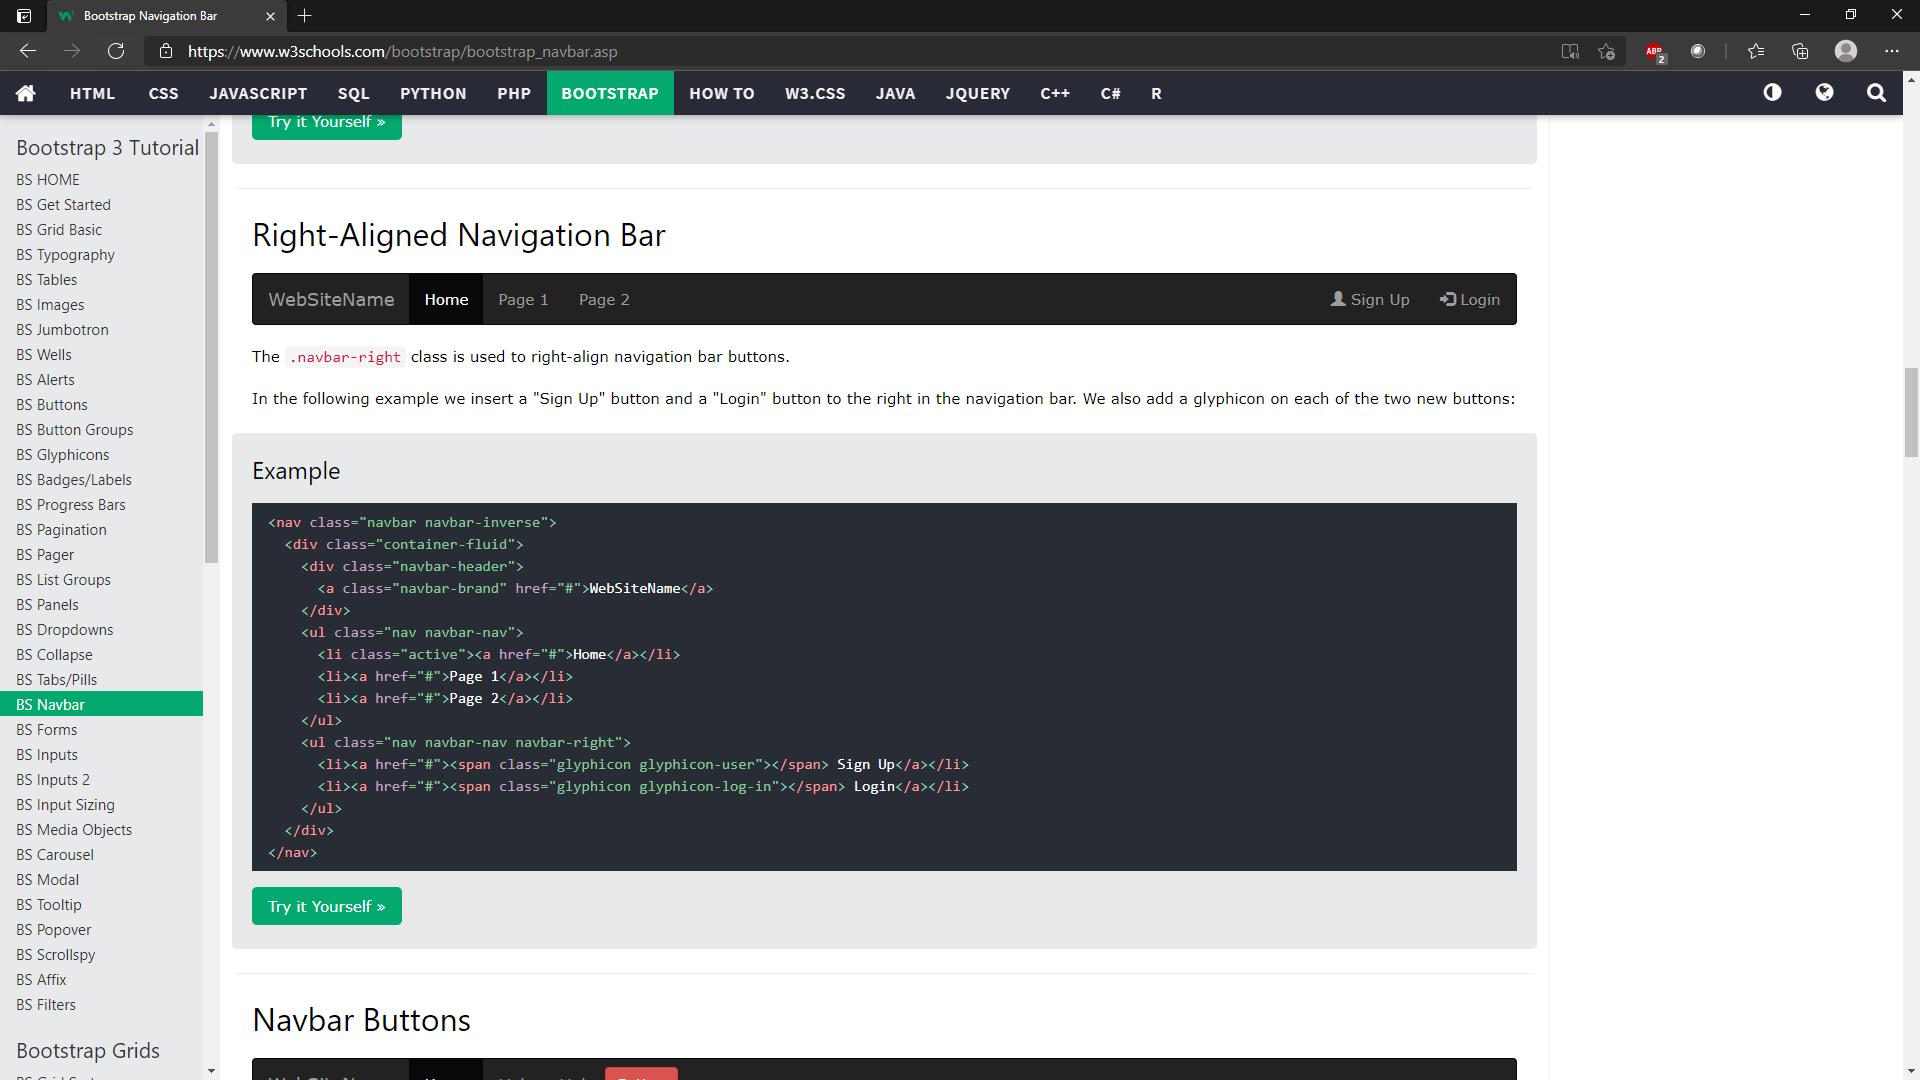 Bootstrap Navigation Bar
https://www.w3schools.com/bootstrap/bootstrap_navbar.asp
ABP
2
HTML CSS JAVASCRIPT SQL PYTHON PHP BOOTSTRAP HOW TO W3.CSS JAVA JQUERY C++ C# R
Bootstrap 3 Tutorial
BS HOME
BS Get Started
BS Grid Basic
BS Typography
BS Tables
BS Images
BS Jumbotron
BS Wells
BS Alerts
BS Buttons
BS Button Groups
BS Glyphicons
BS Badges/Labels
BS Progress Bars
BS Pagination
BS Pager
BS List Groups
BS Panels
BS Dropdowns
BS Collapse
BS Tabs/Pills
BS Navbar
BS Forms
BS Inputs
BS Inputs 2
BS Input Sizing
BS Media Objects
BS Carousel
BS Modal
BS Tooltip
BS Popover
BS Scrollspy
BS Affix
BS Filters
Bootstrap Grids
Try it Yourself »
Right-Aligned Navigation Bar
WebSiteName Home Page 1 Page 2 Sign Up Login
The .navbar-right class is used to right-align navigation bar buttons.
In the following example we insert a "Sign Up" button and a "Login" button to the right in the navigation bar. We also add a glyphicon on each of the two new buttons:
Example
<nav class="navbar navbar-inverse">
<div class="container-fluid">
<div class="navbar-header">
<a class="navbar-brand" href="#">WebSiteName</a>
</div>
<ul class="nav navbar-nav">
<li class="active"><a href="#">Home</a></li>
<li><a href="#">Page 1</a></li>
<li><a href="#">Page 2</a></li>
</ul>
<ul class="nav navbar-nav navbar-right">
<li><a href="#"><span class="glyphicon glyphicon-user"></span> Sign Up</a></li>
<li><a href="#"><span class="glyphicon glyphicon-log-in"></span> Login</a></li>
</ul>
</div>
</nav>
Try it Yourself »
Navbar Buttons